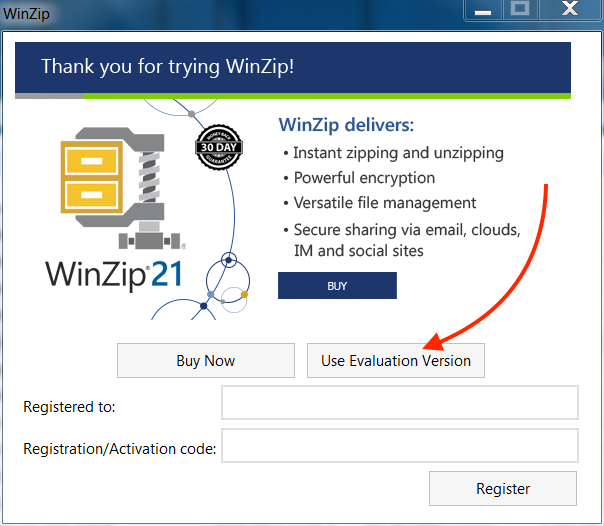 WinZip
Thank you for trying WinZip!
MONEY BACK
30 DAY
GUARANTEE
WinZip delivers:
• Instant zipping and unzipping
• Powerful encryption
• Versatile file management
• Secure sharing via email, clouds,
IM and social sites
WinZip® 21
BUY
Buy Now
Use Evaluation Version
Registered to:
Registration/Activation code:
Register